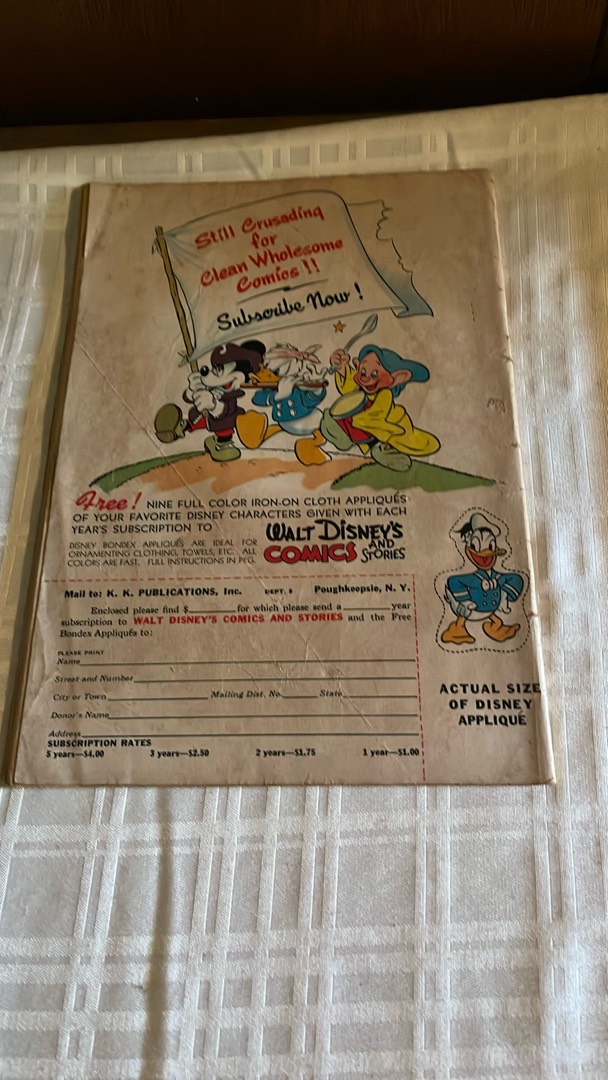 Still Crusading
for
Clean Wholesome
Comics !!
Subscribe Now !
Free! NINE FULL COLOR IRON-ON CLOTH APPLIQUÉS
OF YOUR FAVORITE DISNEY CHARACTERS GIVEN WITH EACH
YEAR'S SUBSCRIPTION TO
WALT DISNEY'S
COMICS AND STORIES
DISNEY BONDEX APPLIQUÉS ARE IDEAL FOR
ORNAMENTING CLOTHING, TOWELS, ETC. ALL
COLORS ARE FAST. FULL INSTRUCTIONS IN PKG.
Mail to: K. K. PUBLICATIONS, Inc. DEPT. Poughkeepsie, N. Y.
Enclosed please find $ for which please send a year
subscription to WALT DISNEY'S COMICS AND STORIES and the Free
Bondex Appliqués to:
PLEASE PRINT
Name
Street and Number
City or Town Mailing Dist. No. State
Donor's Name
Address
SUBSCRIPTION RATES
5 years—$4.00 3 years—$2.50 2 years—$1.75 1 year—$1.00
ACTUAL SIZE
OF DISNEY
APPLIQUÉ